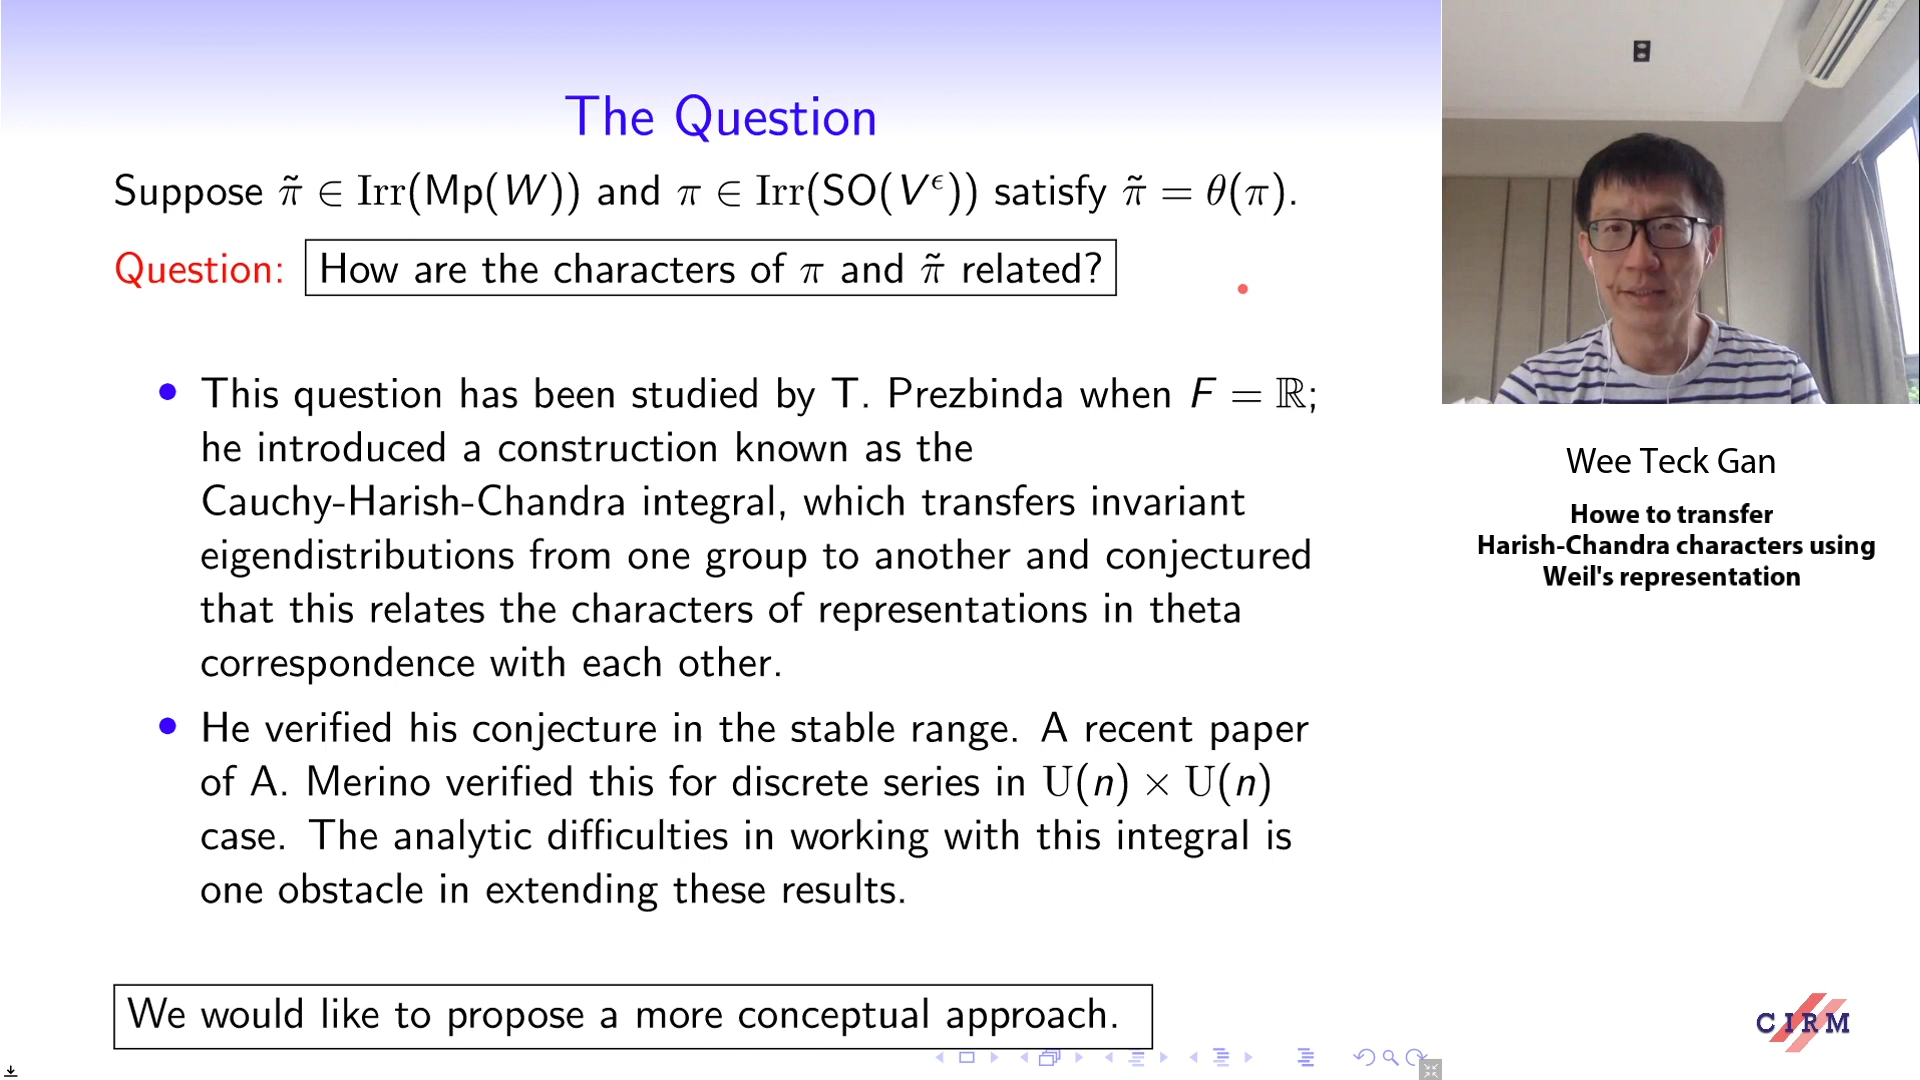 The Question
Suppose π̃ ∈ Irr(Mp(W)) and π ∈ Irr(SO(V^ϵ)) satisfy π̃ = θ(π).
Question: How are the characters of π and π̃ related?
• This question has been studied by T. Prezbinda when F = ℝ;
he introduced a construction known as the
Cauchy-Harish-Chandra integral, which transfers invariant
eigendistributions from one group to another and conjectured
that this relates the characters of representations in theta
correspondence with each other.
• He verified his conjecture in the stable range. A recent paper
of A. Merino verified this for discrete series in U(n) × U(n)
case. The analytic difficulties in working with this integral is
one obstacle in extending these results.
We would like to propose a more conceptual approach.
Wee Teck Gan
Howe to transfer
Harish-Chandra characters using
Weil's representation
CIRM